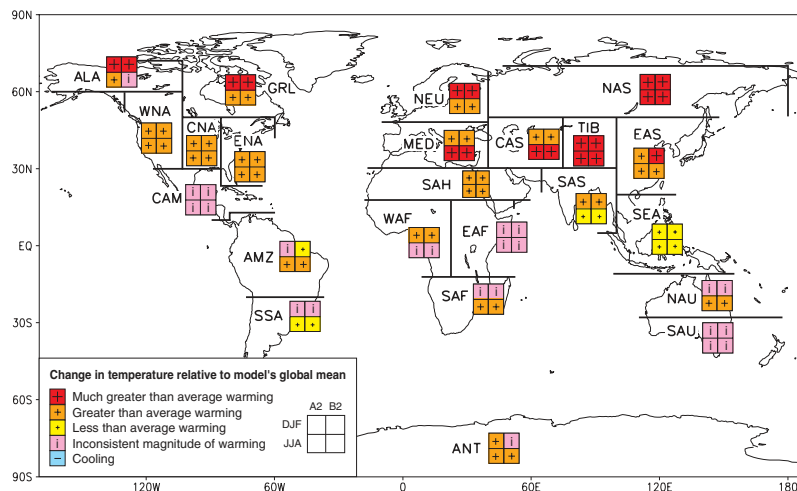 90N
ALA
GRL
NAS
NEU
60N
WNA
CNA
ENA
MED
CAS
TIB
EAS
30N
CAM
SAH
SAS
WAF
EAF
SEA
EQ
AMZ
NAU
SSA
SAF
SAU
30S
60S
90S
ANT
Change in temperature relative to model's global mean
+ Much greater than average warming
+ Greater than average warming
+ Less than average warming
i Inconsistent magnitude of warming
– Cooling
A2 B2
DJF
JJA
120W 60W 0 60E 120E 180